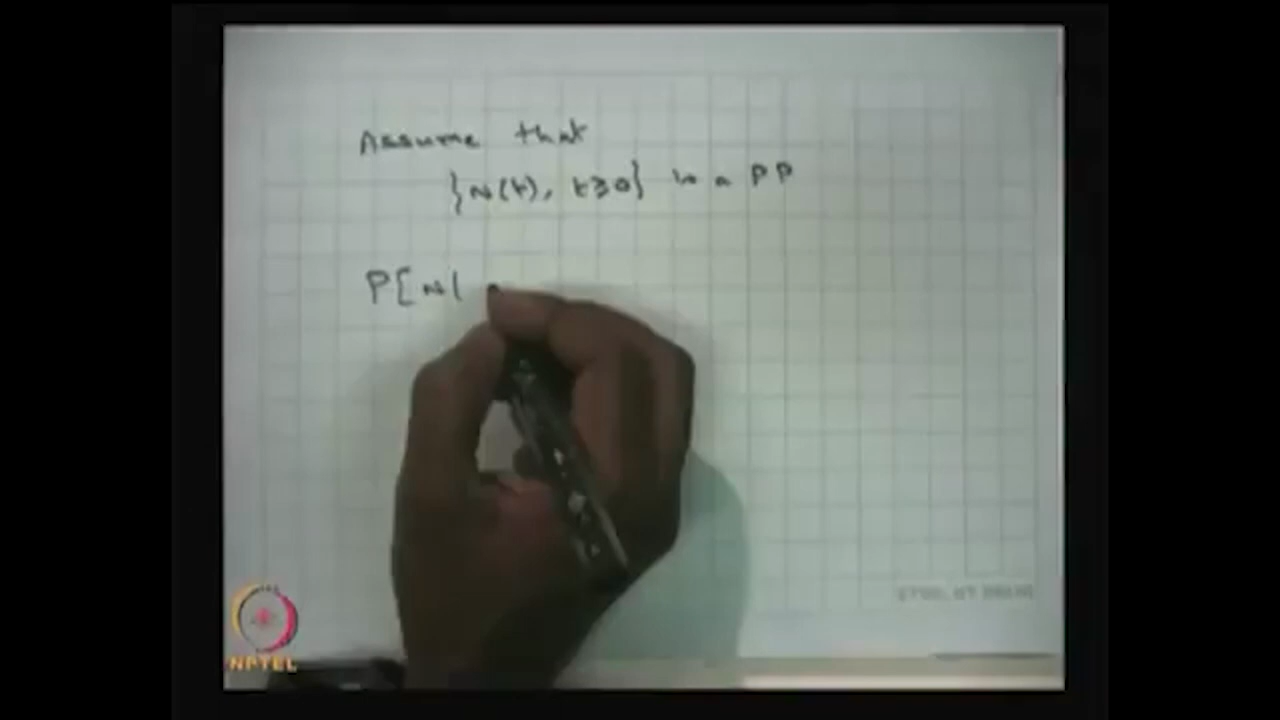 Assume that
{N(t), t≥0} is a PP
P[N(
NPTEL